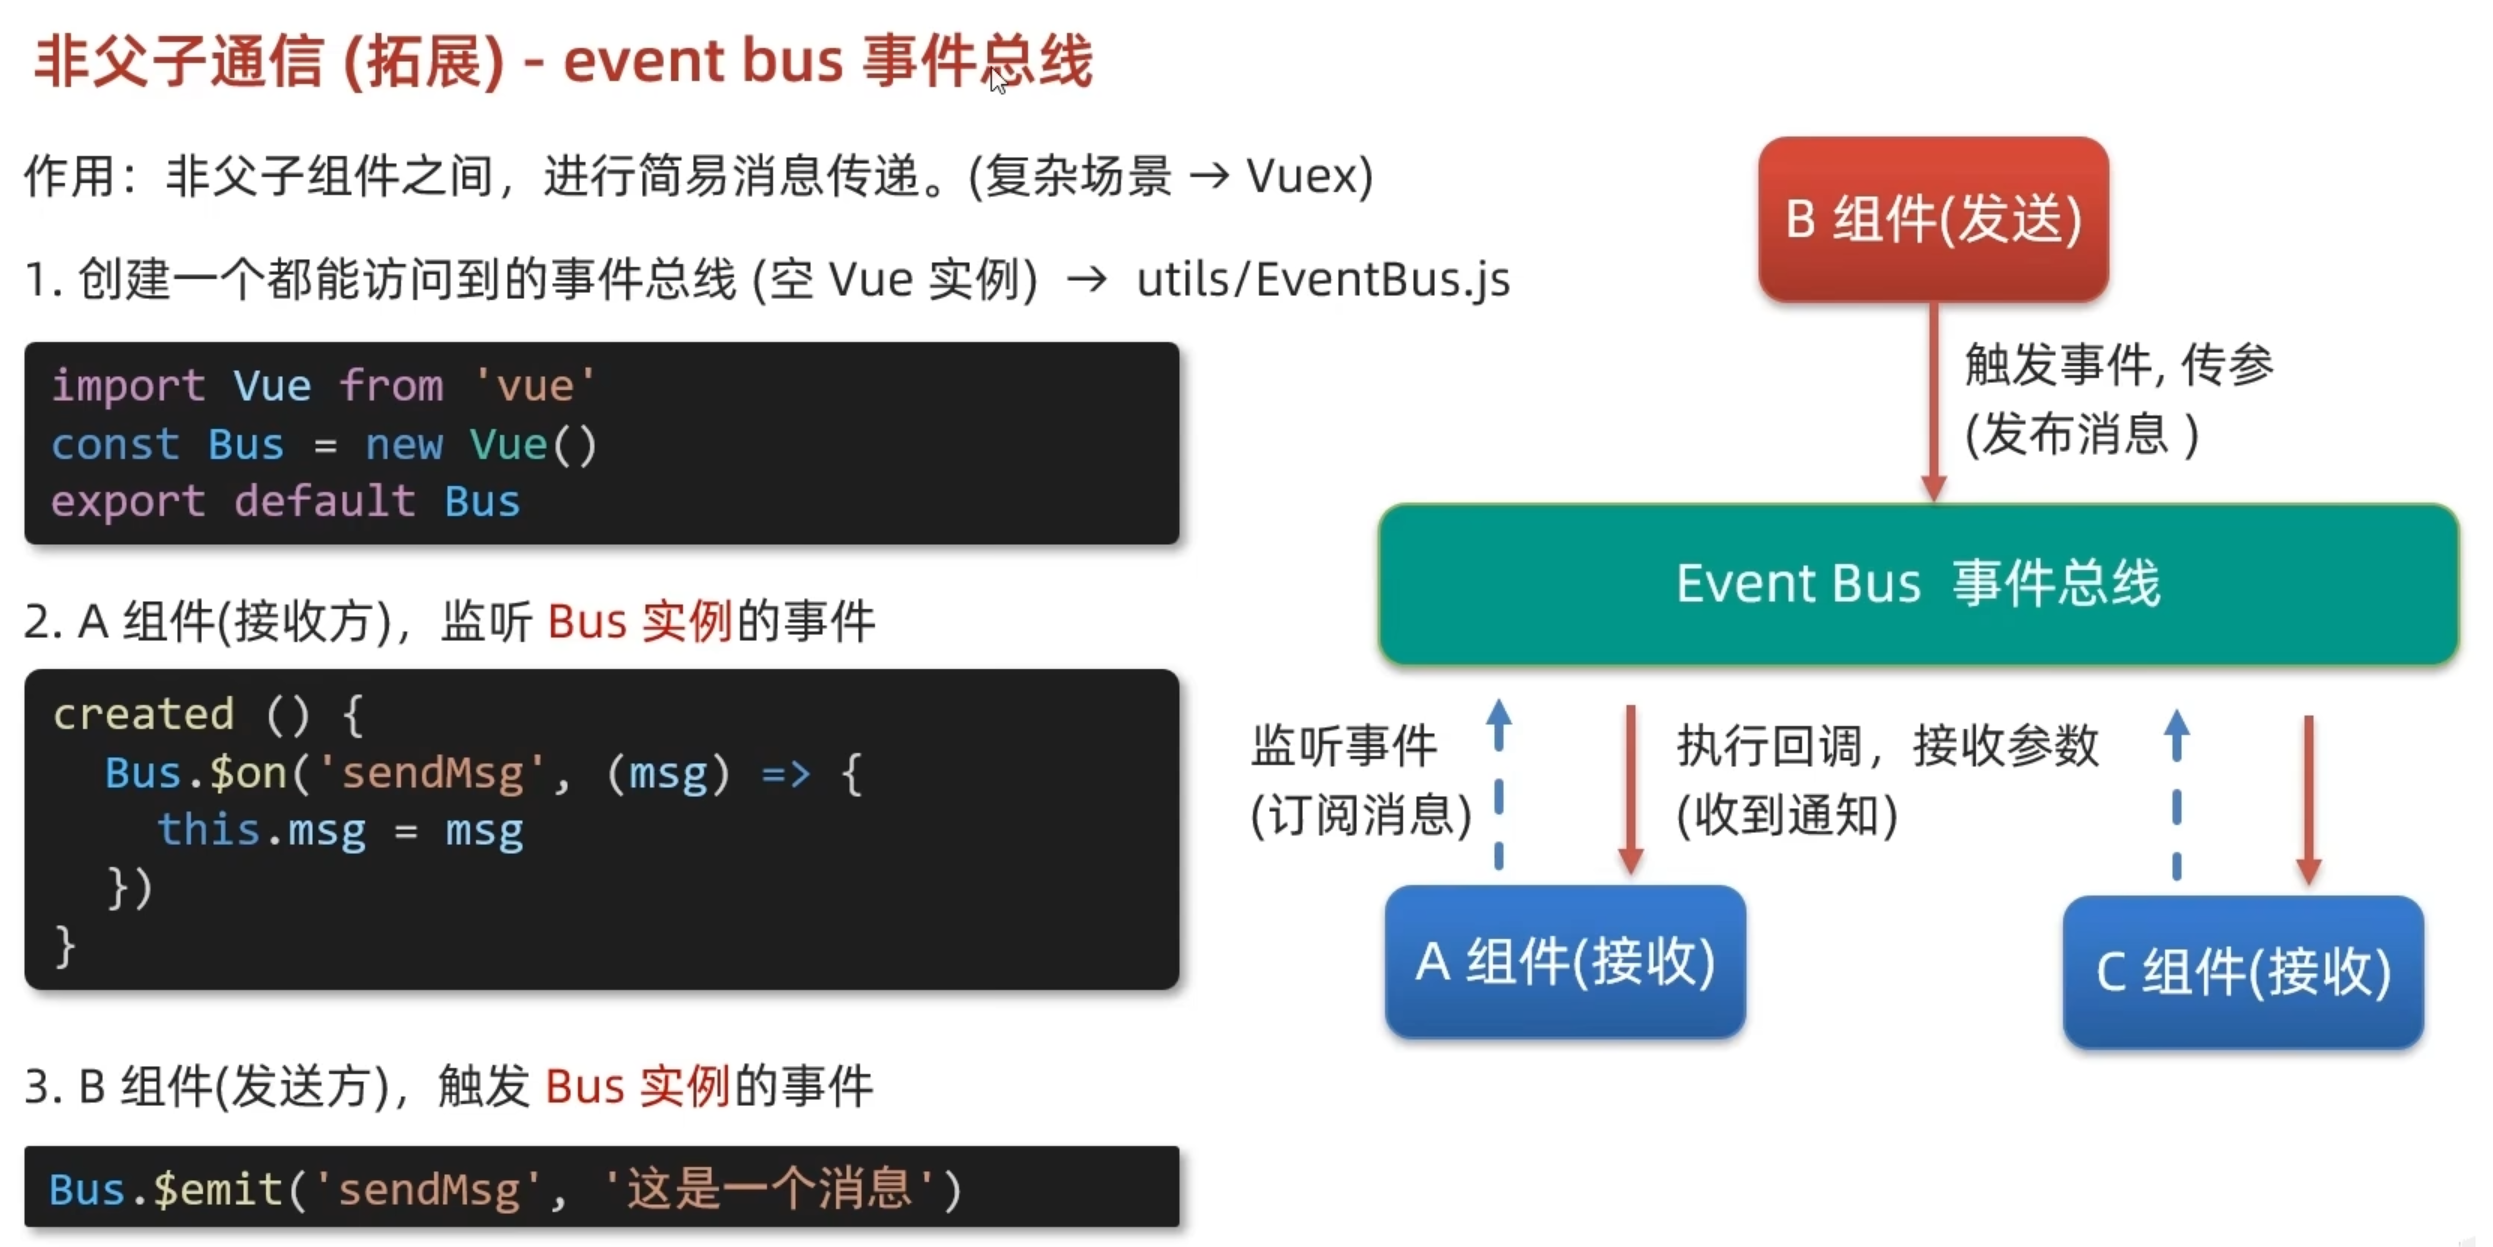 非父子通信 (拓展) - event bus 事件总线
作用：非父子组件之间，进行简易消息传递。(复杂场景 → Vuex)
1. 创建一个都能访问到的事件总线 (空 Vue 实例) → utils/EventBus.js
import Vue from 'vue'
const Bus = new Vue()
export default Bus
2. A 组件(接收方)，监听 Bus 实例的事件
created () {
  Bus.$on('sendMsg', (msg) => {
    this.msg = msg
  })
}
3. B 组件(发送方)，触发 Bus 实例的事件
Bus.$emit('sendMsg', '这是一个消息')
B 组件(发送)
触发事件, 传参
(发布消息 )
Event Bus 事件总线
监听事件
(订阅消息)
执行回调，接收参数
(收到通知)
A 组件(接收)
C 组件(接收)